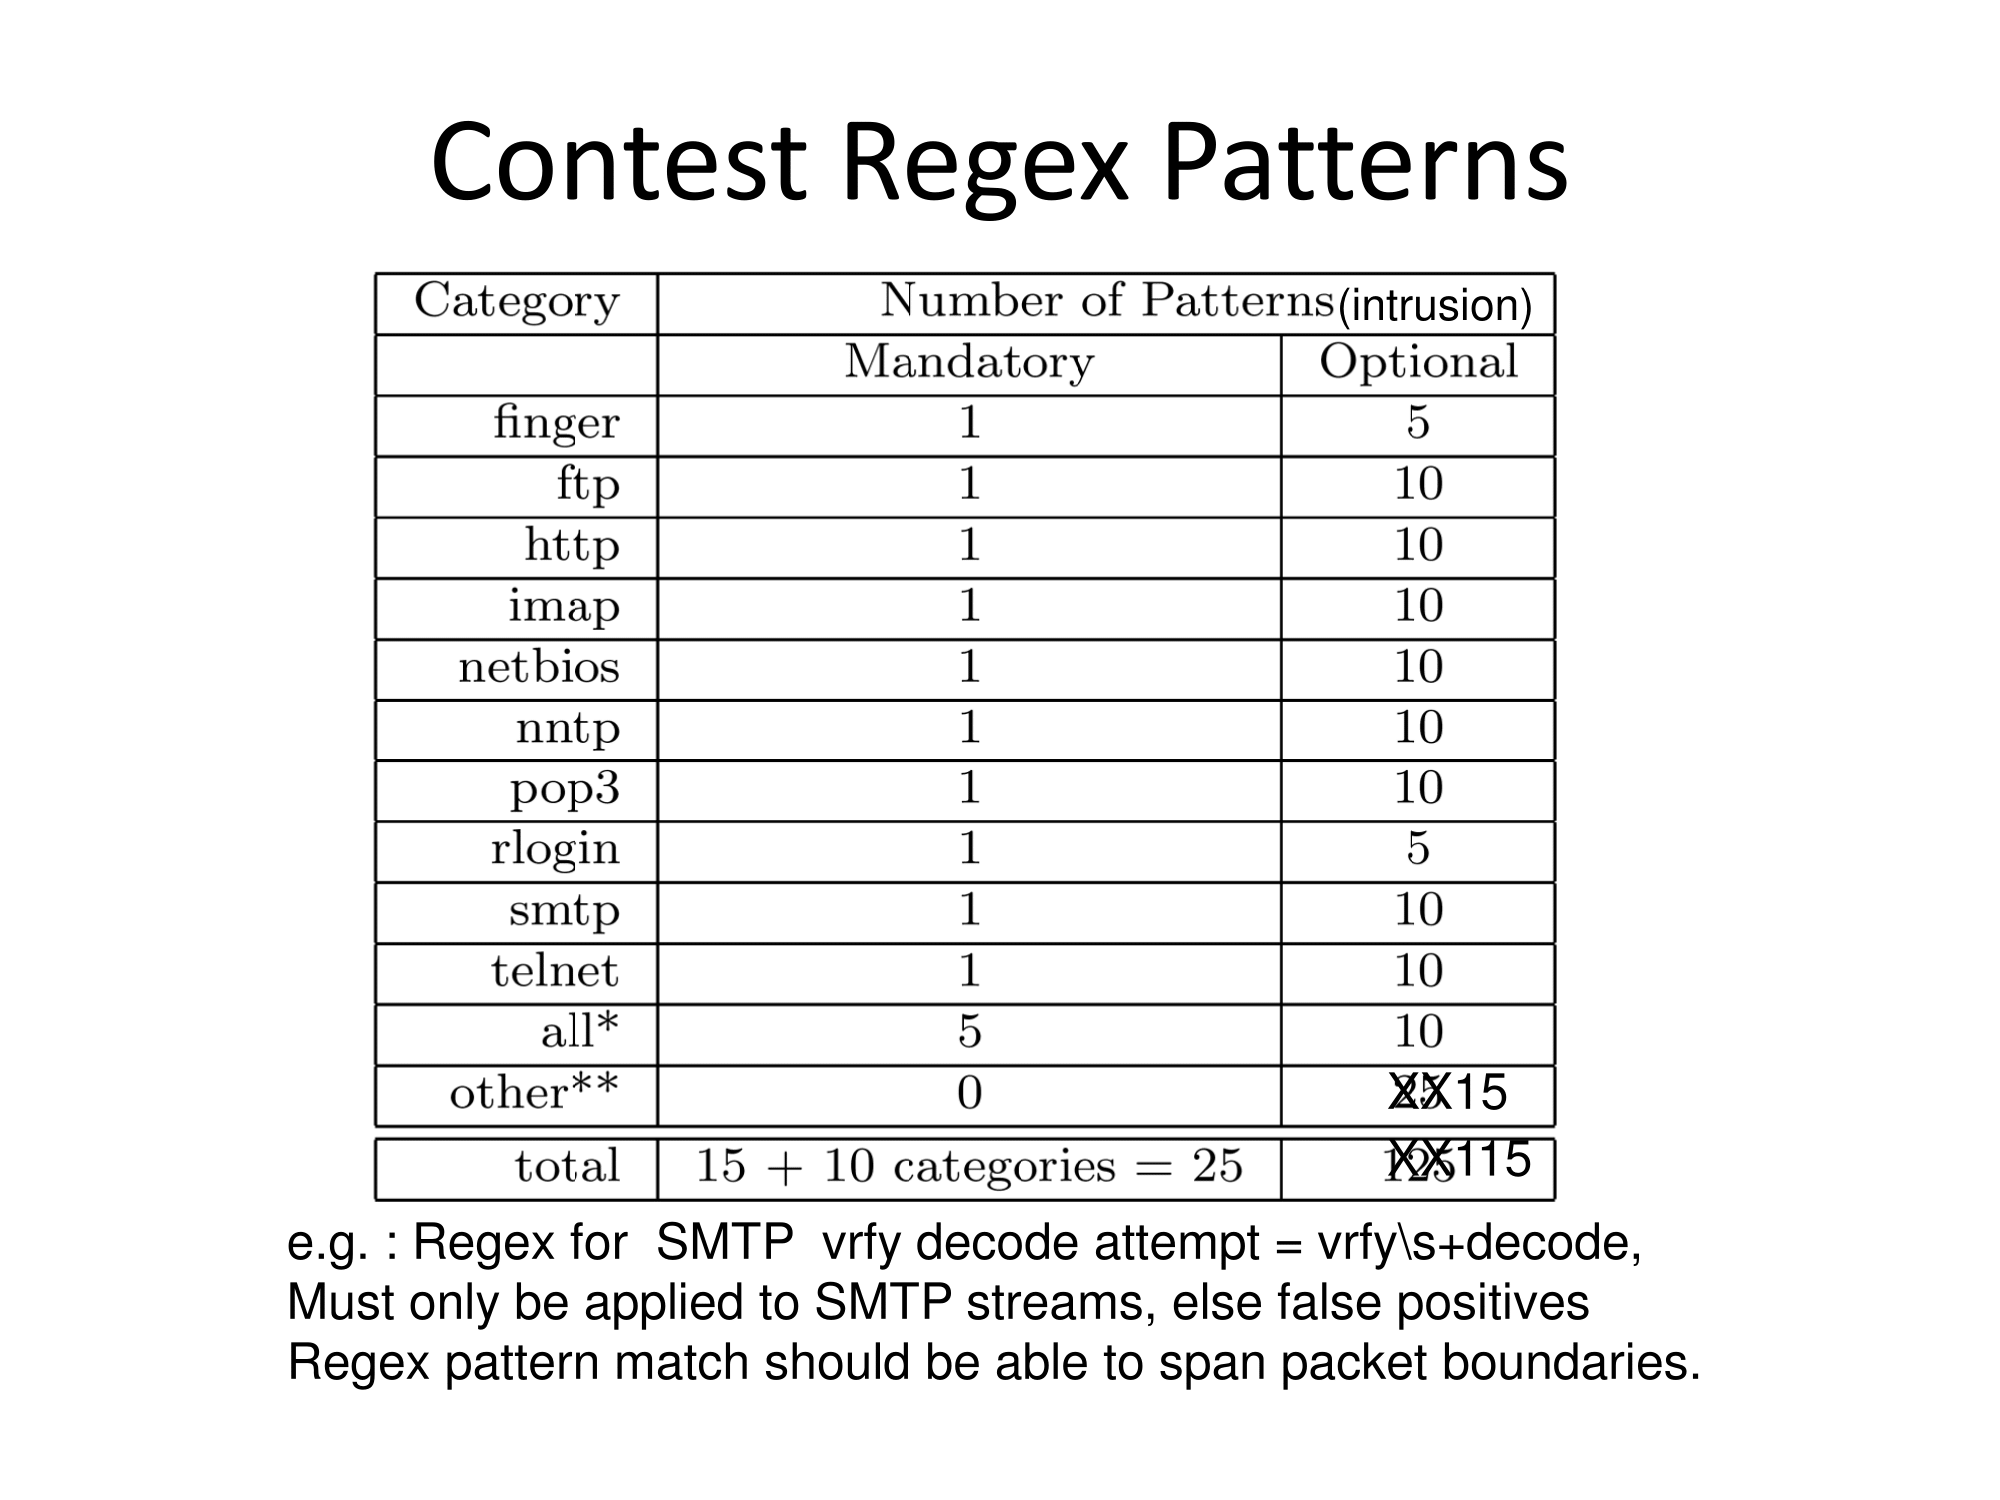 Contest Regex Patterns
Category Number of Patterns(intrusion)
Mandatory Optional
finger 1 5
ftp 1 10
http 1 10
imap 1 10
netbios 1 10
nntp 1 10
pop3 1 10
rlogin 1 5
smtp 1 10
telnet 1 10
all* 5 10
other** 0 XX15
total 15 + 10 categories = 25 XX115
e.g. : Regex for SMTP vrfy decode attempt = vrfy\s+decode,
Must only be applied to SMTP streams, else false positives
Regex pattern match should be able to span packet boundaries.